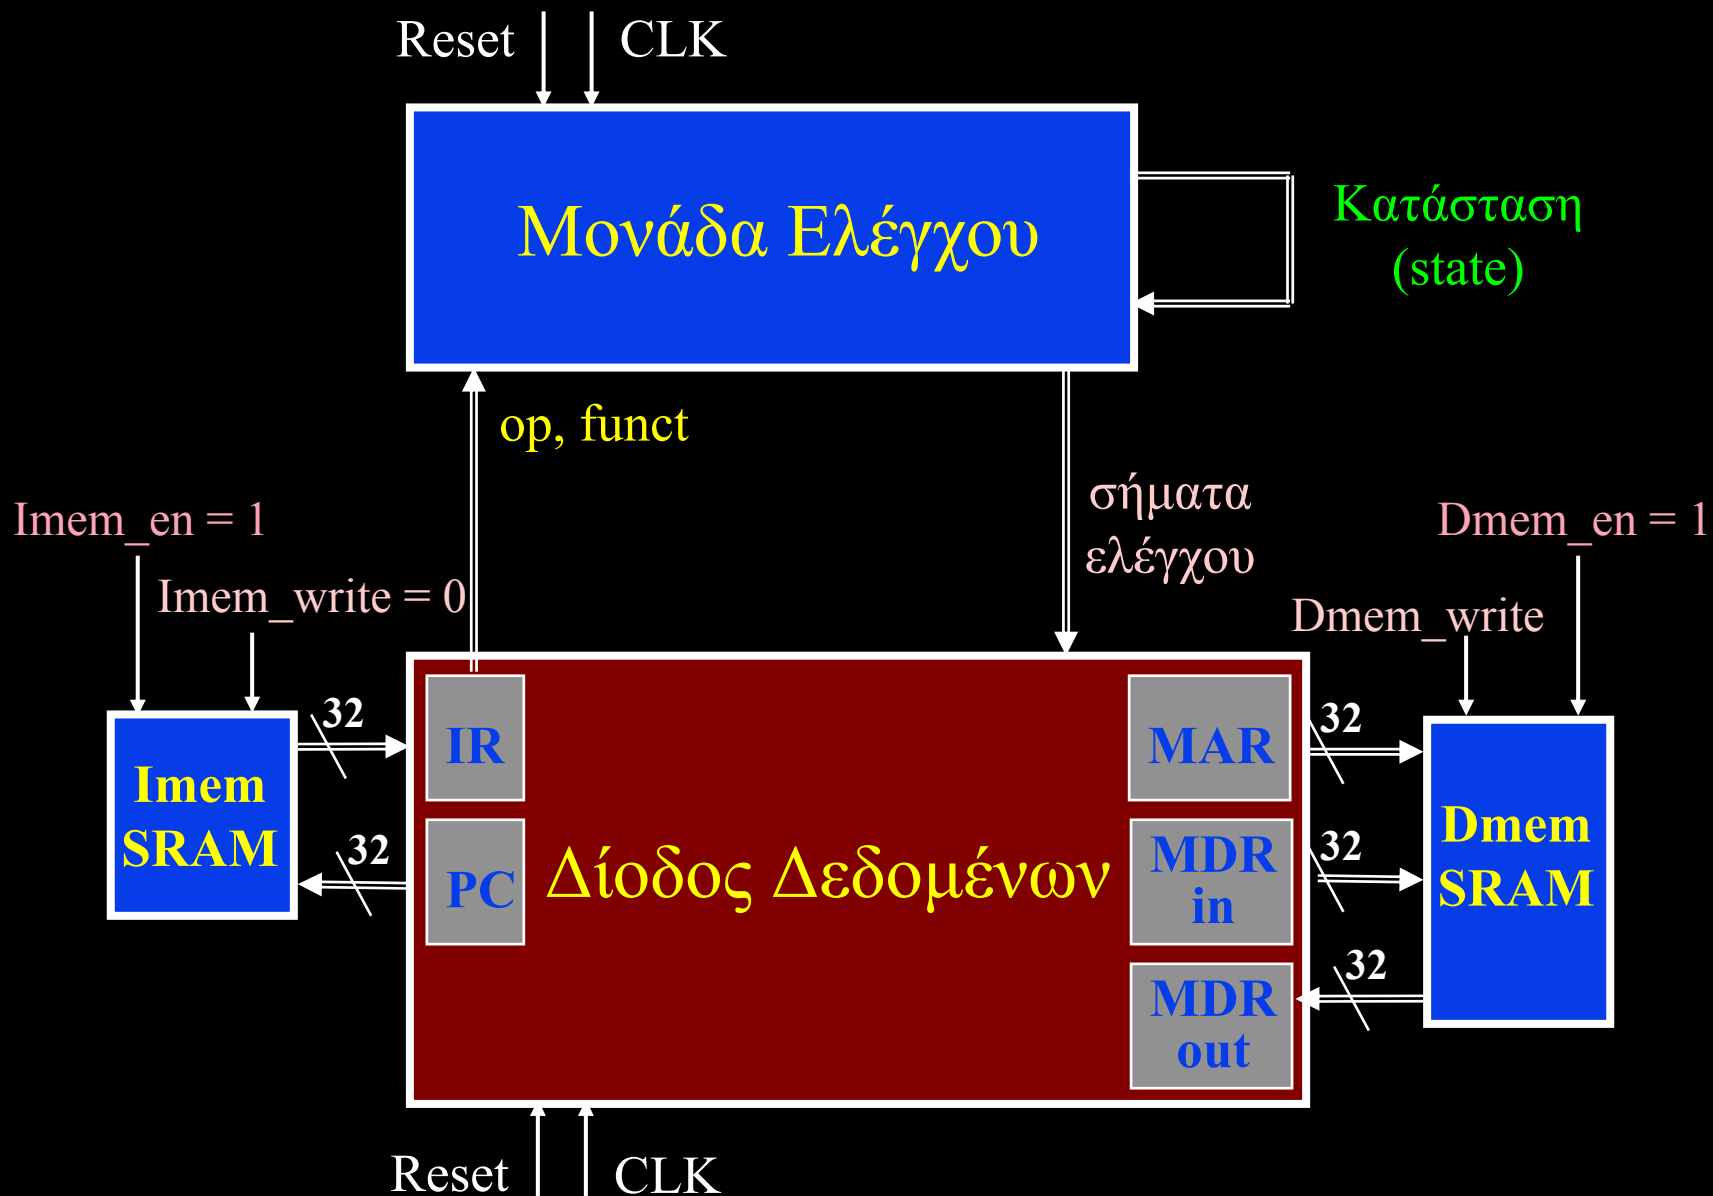 Reset CLK
Μονάδα Ελέγχου
Κατάσταση
(state)
op, funct
σήματα
ελέγχου
Imem_en = 1
Imem_write = 0
Dmem_en = 1
Dmem_write
32
32
IR
MAR
Imem
SRAM
32
PC
Δίοδος Δεδομένων
MDR
in
32
Dmem
SRAM
MDR
out
32
Reset CLK